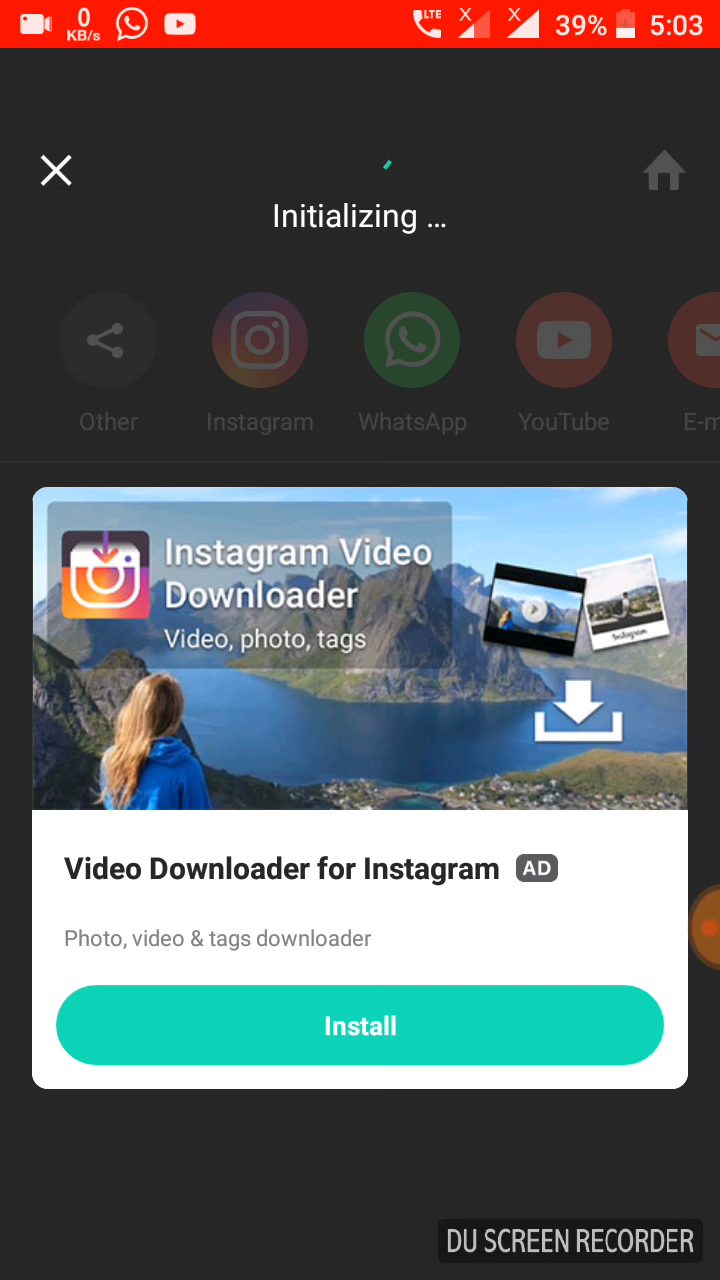 0
KB/s
LTE
X
X
39%
5:03
Initializing ...
Other
Instagram
WhatsApp
YouTube
E-m
Instagram Video
Downloader
Video, photo, tags
Instagram
Video Downloader for Instagram AD
Photo, video & tags downloader
Install
DU SCREEN RECORDER